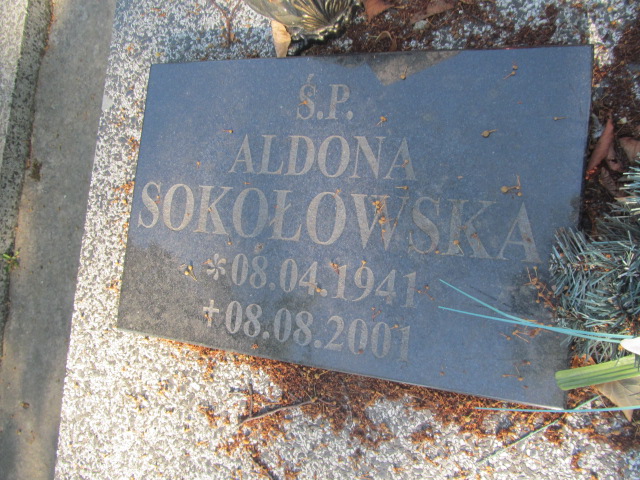 Ś.P.
ALDONA
SOKOŁOWSKA
*08.04.1941
+08.08.2001